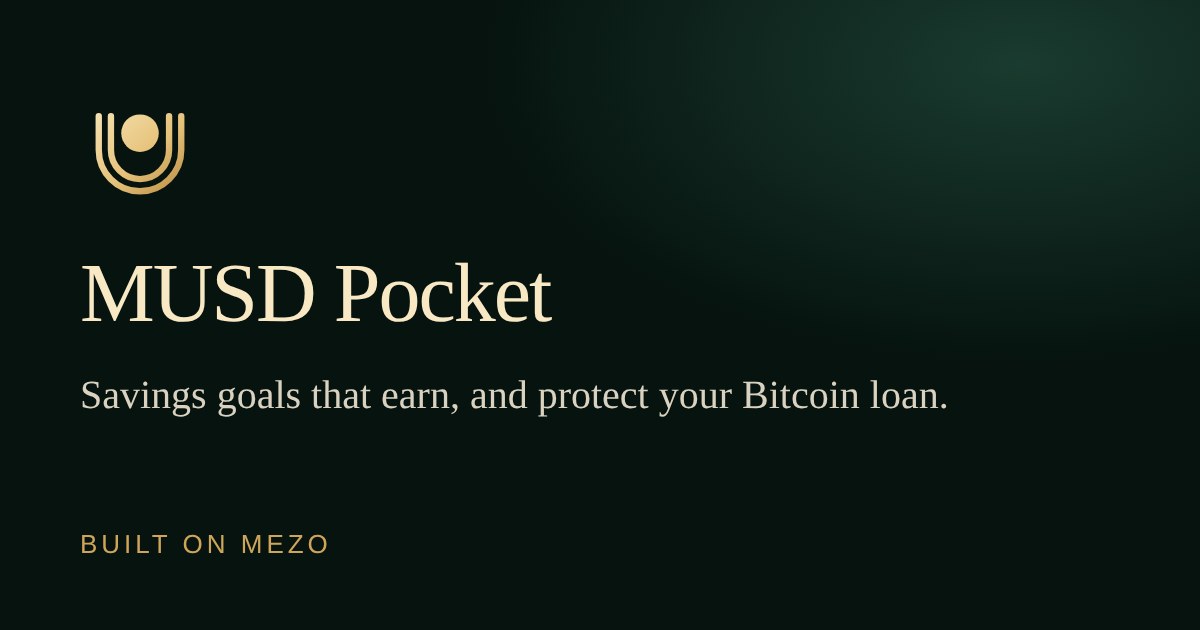 MUSD Pocket
Savings goals that earn, and protect your Bitcoin loan.
BUILT ON MEZO